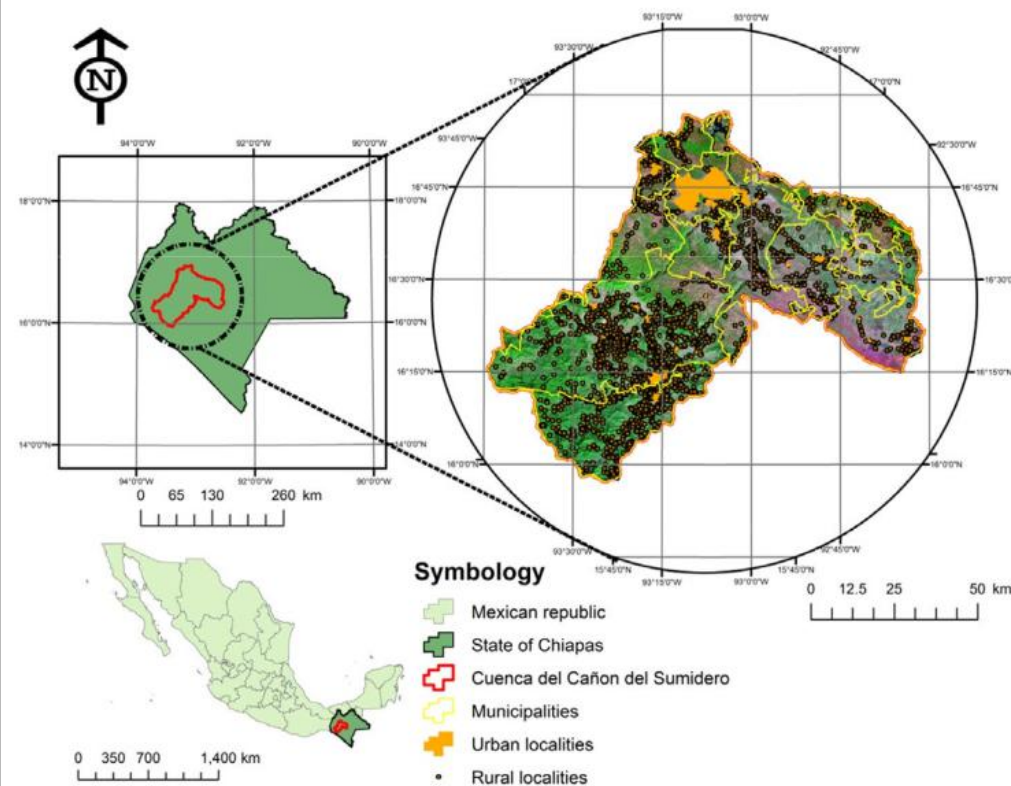 N
94°0'0"W 92°0'0"W 90°0'0"W
18°0'0"N 18°0'0"N
16°0'0"N 16°0'0"N
14°0'0"N 14°0'0"N
94°0'0"W 92°0'0"W 90°0'0"W
0 65 130 260 km
93°15'0"W 93°0'0"W
93°30'0"W 92°45'0"W
17°0'0"N 17°0'0"N
93°45'0"W 92°30'0"W
16°45'0"N 16°45'0"N
16°30'0"N 16°30'0"N
16°15'0"N 16°15'0"N
16°0'0"N 16°0'0"N
93°30'0"W 92°45'0"W
15°45'0"N 15°45'0"N
93°15'0"W 93°0'0"W
0 12.5 25 50 km
Symbology
Mexican republic
State of Chiapas
Cuenca del Cañon del Sumidero
Municipalities
Urban localities
Rural localities
0 350 700 1,400 km